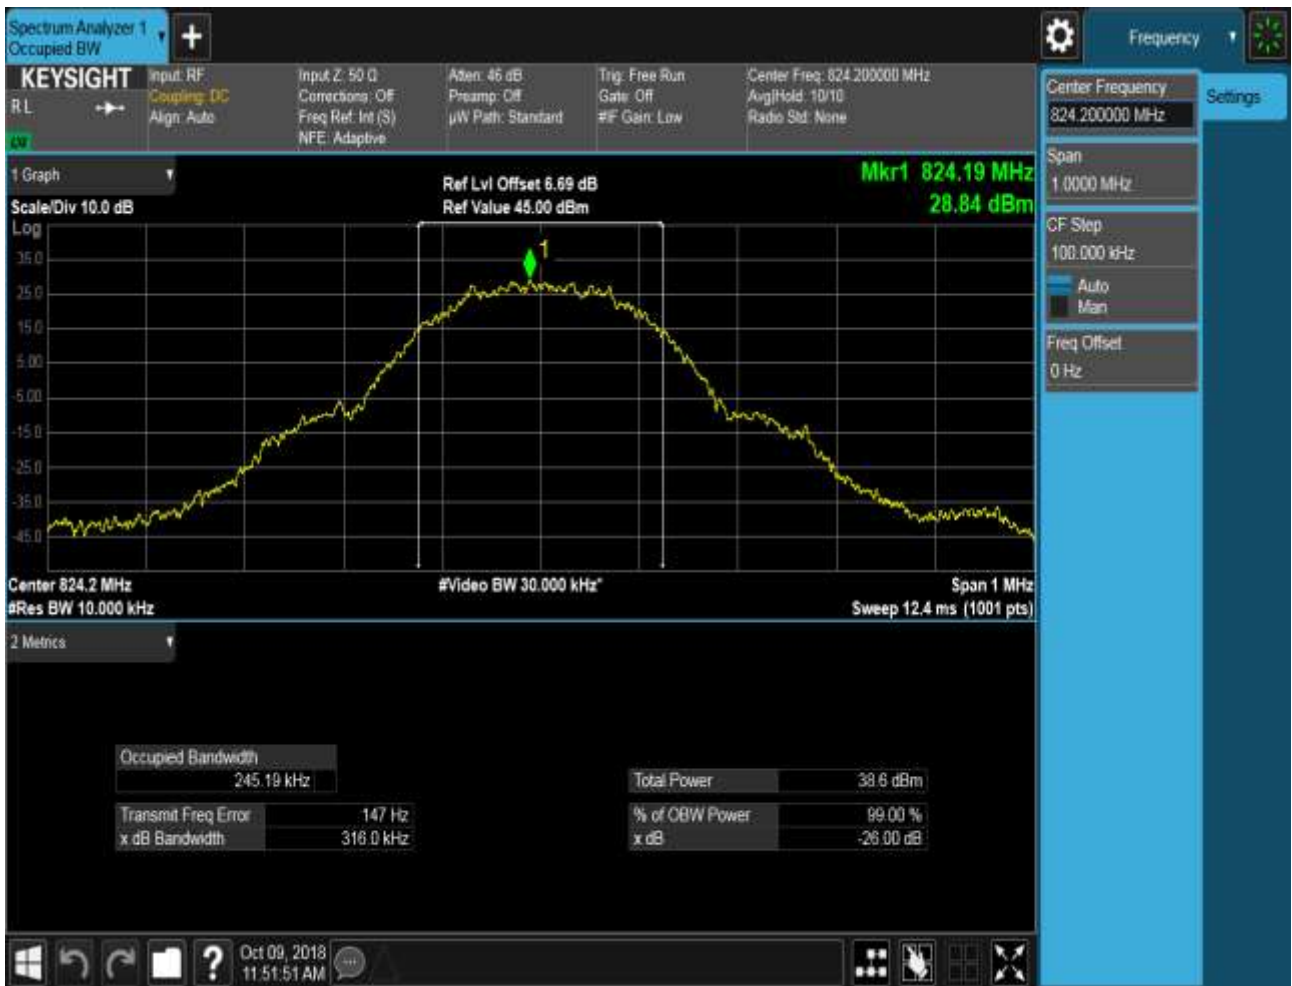 Spectrum Analyzer 1
Occupied BW
+
Frequency
KEYSIGHT
R L
Input: RF
Coupling: DC
Align: Auto
Input Z: 50 Ω
Corrections: Off
Freq Ref: Int (S)
NFE: Adaptive
Atten: 46 dB
Preamp: Off
µW Path: Standard
Trig: Free Run
Gate: Off
#IF Gain: Low
Center Freq: 824.200000 MHz
Avg|Hold: 10/10
Radio Std: None
Center Frequency
824.200000 MHz
Settings
Span
1.0000 MHz
CF Step
100.000 kHz
Auto
Man
Freq Offset
0 Hz
1 Graph
Scale/Div 10.0 dB
Log
Ref Lvl Offset 6.69 dB
Ref Value 45.00 dBm
Mkr1 824.19 MHz
28.84 dBm
1
35.0
25.0
15.0
5.00
-5.00
-15.0
-25.0
-35.0
-45.0
Center 824.2 MHz
#Video BW 30.000 kHz*
Span 1 MHz
#Res BW 10.000 kHz
Sweep 12.4 ms (1001 pts)
2 Metrics
Occupied Bandwidth
245.19 kHz
Total Power 38.6 dBm
Transmit Freq Error 147 Hz
% of OBW Power 99.00 %
x dB Bandwidth 316.0 kHz
x dB -26.00 dB
?
Oct 09, 2018
11:51:51 AM